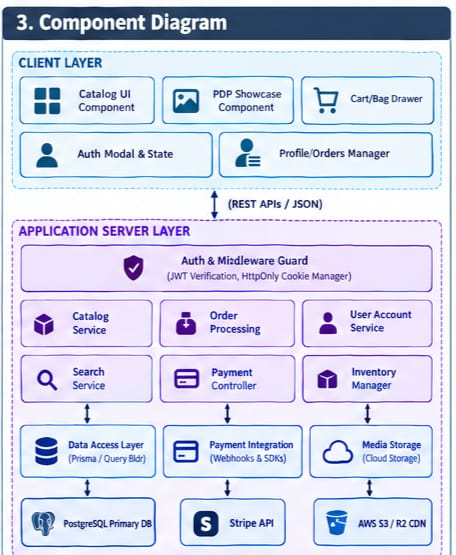 3. Component Diagram
CLIENT LAYER
Catalog UI
Component
PDP Showcase
Component
Cart/Bag Drawer
Auth Modal & State
Profile/Orders Manager
(REST APIs / JSON)
APPLICATION SERVER LAYER
Auth & Middleware Guard
(JWT Verification, HttpOnly Cookie Manager)
Catalog
Service
Order
Processing
User Account
Service
Search
Service
Payment
Controller
Inventory
Manager
Data Access Layer
(Prisma / Query Bldr)
Payment Integration
(Webhooks & SDKs)
Media Storage
(Cloud Storage)
PostgreSQL Primary DB
S
Stripe API
AWS S3 / R2 CDN